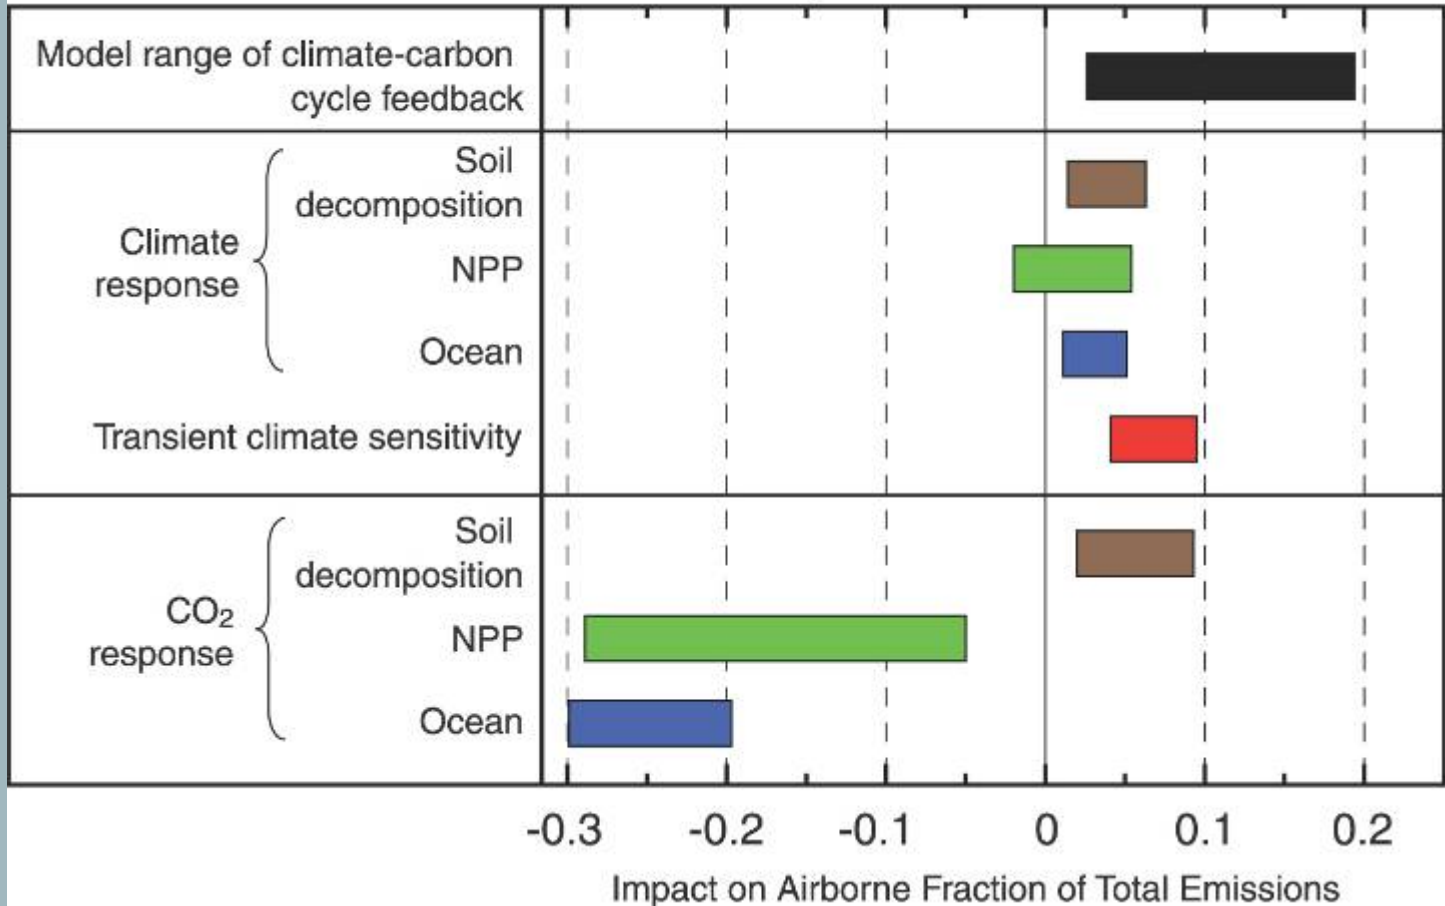 Model range of climate-carbon
cycle feedback
Climate
response
Soil
decomposition
NPP
Ocean
Transient climate sensitivity
CO₂
response
Soil
decomposition
NPP
Ocean
-0.3 -0.2 -0.1 0 0.1 0.2
Impact on Airborne Fraction of Total Emissions